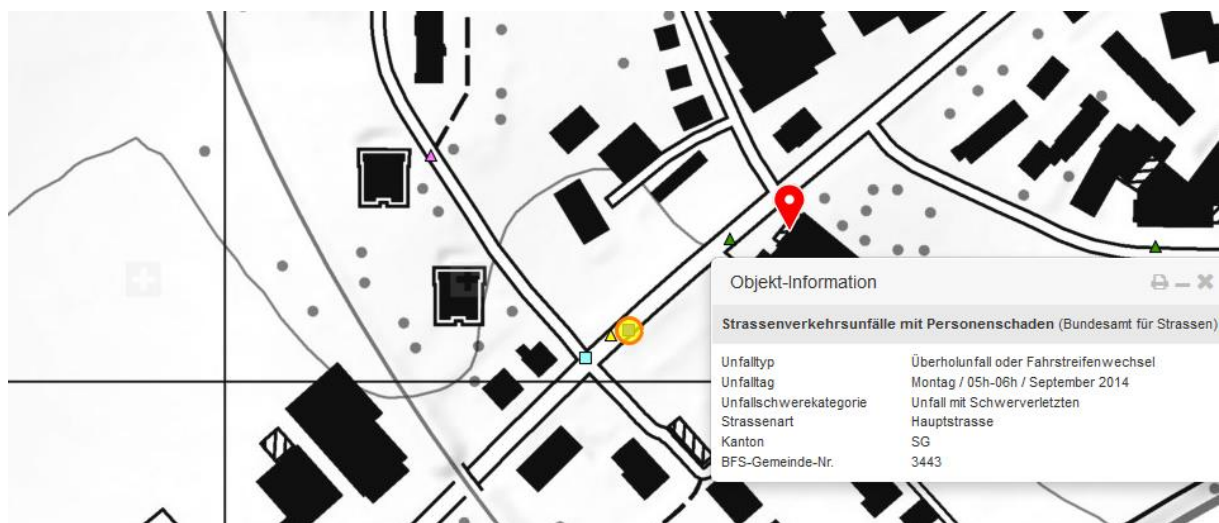 Objekt-Information
Strassenverkehrsunfälle mit Personenschaden (Bundesamt für Strassen)
Unfalltyp Überholunfall oder Fahrstreifenwechsel
Unfalltag Montag / 05h-06h / September 2014
Unfallschwerekategorie Unfall mit Schwerverletzten
Strassenart Hauptstrasse
Kanton SG
BFS-Gemeinde-Nr. 3443